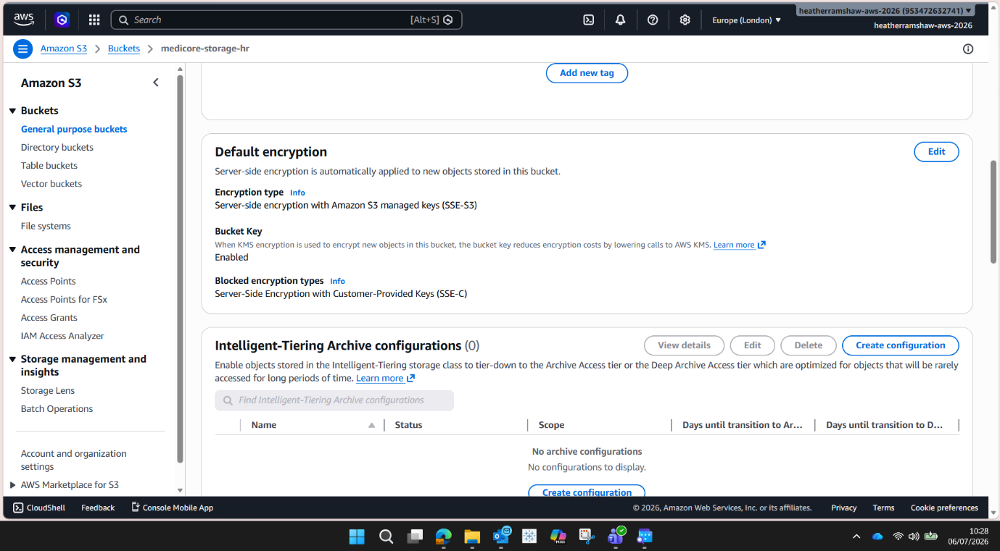 aws
Search [Alt+S]
Europe (London)
heatherramshaw-aws-2026 (953472632741)
heatherramshaw-aws-2026
Amazon S3
Buckets
medicore-storage-hr
Amazon S3
Buckets
General purpose buckets
Directory buckets
Table buckets
Vector buckets
Files
File systems
Access management and
security
Access Points
Access Points for FSx
Access Grants
IAM Access Analyzer
Storage management and
insights
Storage Lens
Batch Operations
Account and organization
settings
AWS Marketplace for S3
Add new tag
Default encryption
Edit
Server-side encryption is automatically applied to new objects stored in this bucket.
Encryption type Info
Server-side encryption with Amazon S3 managed keys (SSE-S3)
Bucket Key
When KMS encryption is used to encrypt new objects in this bucket, the bucket key reduces encryption costs by lowering calls to AWS KMS. Learn more
Enabled
Blocked encryption types Info
Server-Side Encryption with Customer-Provided Keys (SSE-C)
Intelligent-Tiering Archive configurations (0)
View details
Edit
Delete
Create configuration
Enable objects stored in the Intelligent-Tiering storage class to tier-down to the Archive Access tier or the Deep Archive Access tier which are optimized for objects that will be rarely
accessed for long periods of time. Learn more
Find Intelligent-Tiering Archive configurations
Name
Status
Scope
Days until transition to Ar...
Days until transition to D...
No archive configurations
No configurations to display.
Create configuration
CloudShell
Feedback
Console Mobile App
© 2026, Amazon Web Services, Inc. or its affiliates.
Privacy
Terms
Cookie preferences
10:28
06/07/2026